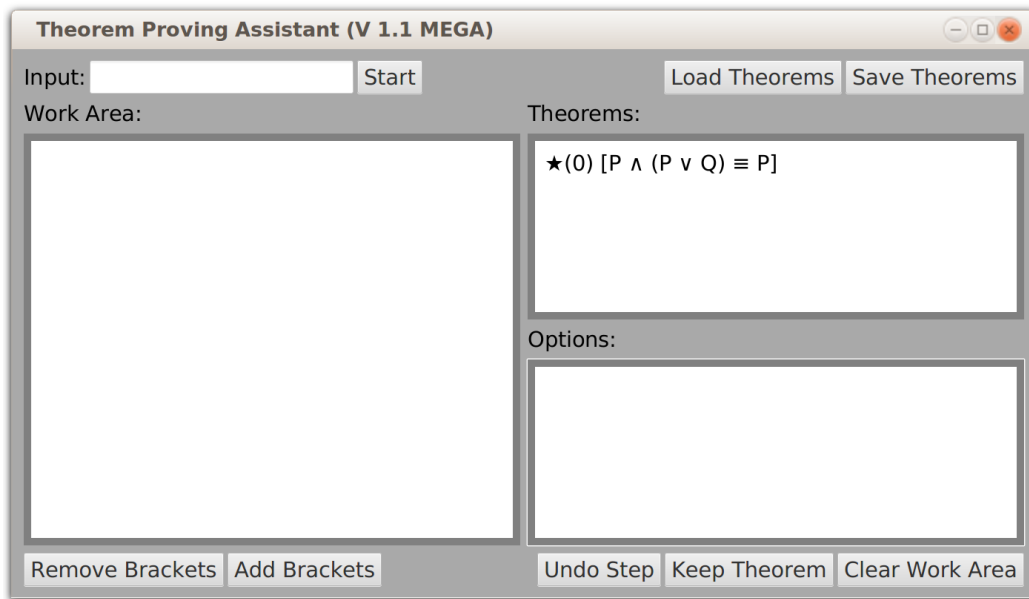 Theorem Proving Assistant (V 1.1 MEGA)
Input: Start Load Theorems Save Theorems
Work Area: Theorems:
★(0) [P ∧ (P ∨ Q) ≡ P]
Options:
Remove Brackets Add Brackets Undo Step Keep Theorem Clear Work Area